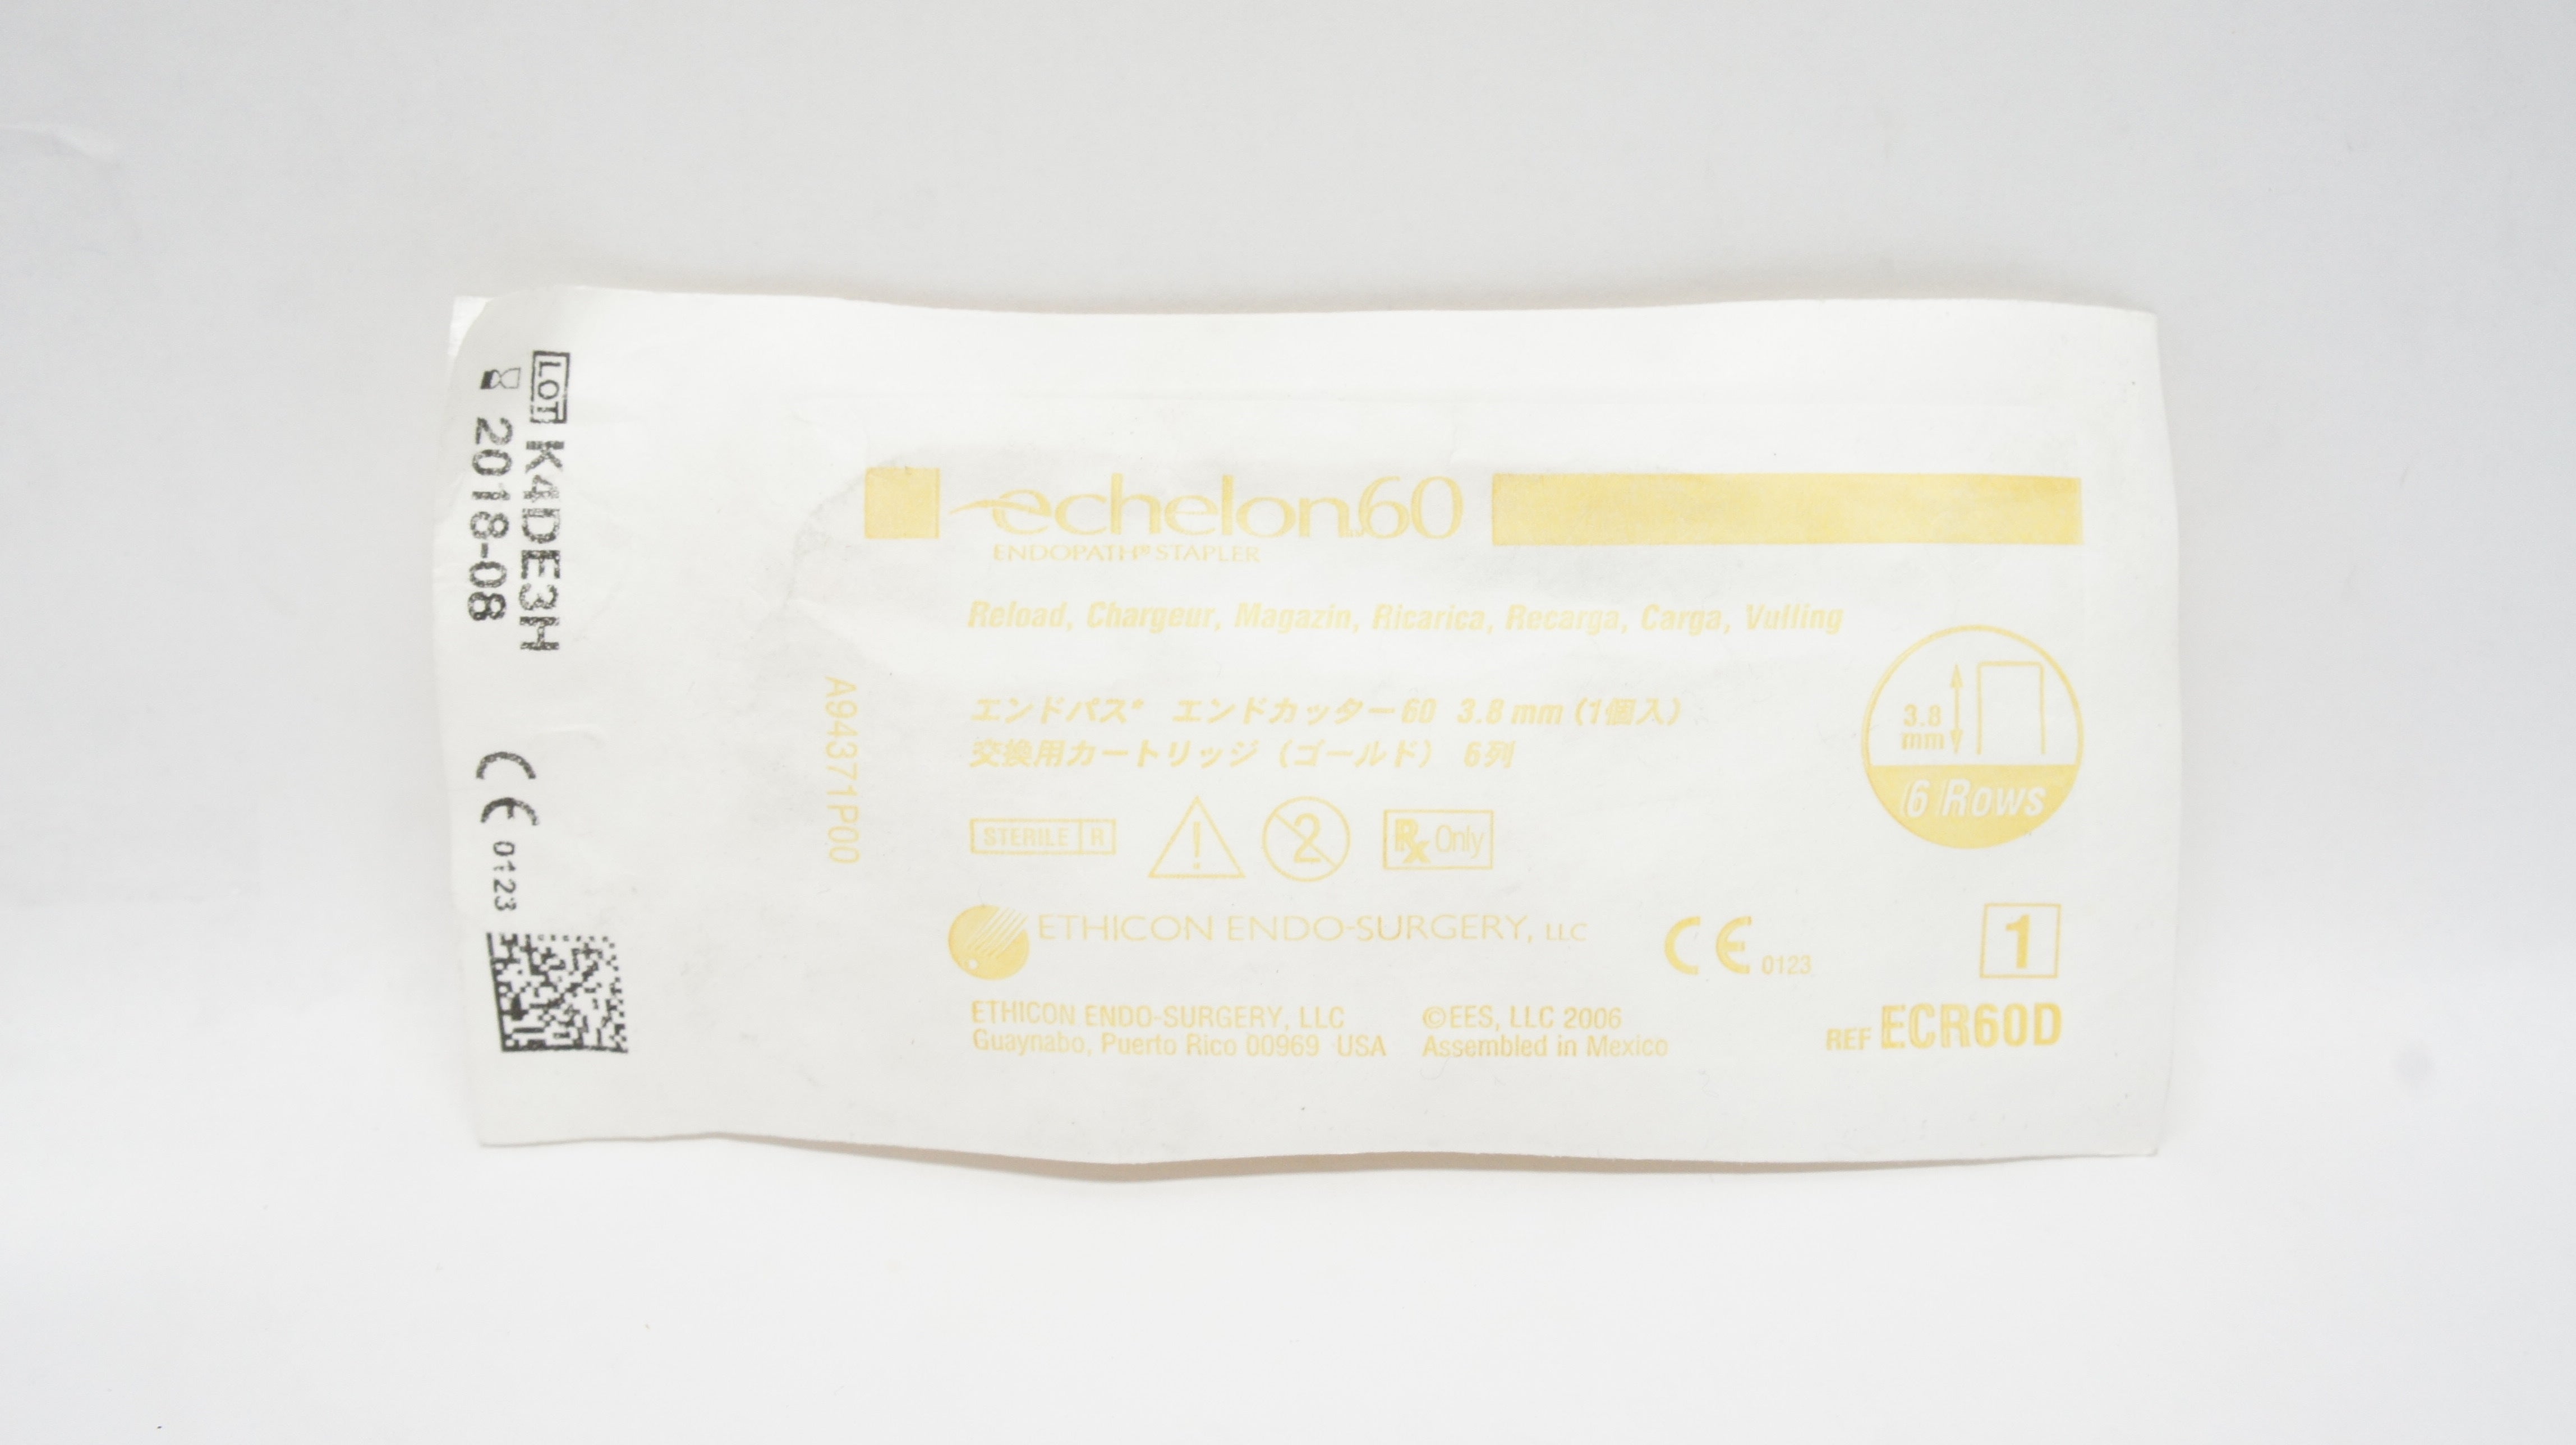 LOT K4DE3H
2018-08
CE 0123
echelon60
ENDOPATH® STAPLER
Reload, Chargeur, Magazin, Ricarica, Recarga, Carga, Vulling
エンドパス* エンドカッター60 3.8 mm (1個入)
交換用カートリッジ (ゴールド) 6列
A94371P00
3.8
mm
6 Rows
STERILE R
2
Rx Only
ETHICON ENDO-SURGERY, LLC
CE 0123
1
ETHICON ENDO-SURGERY, LLC ©EES, LLC 2006
Guaynabo, Puerto Rico 00969 USA Assembled in Mexico
REF ECR60D